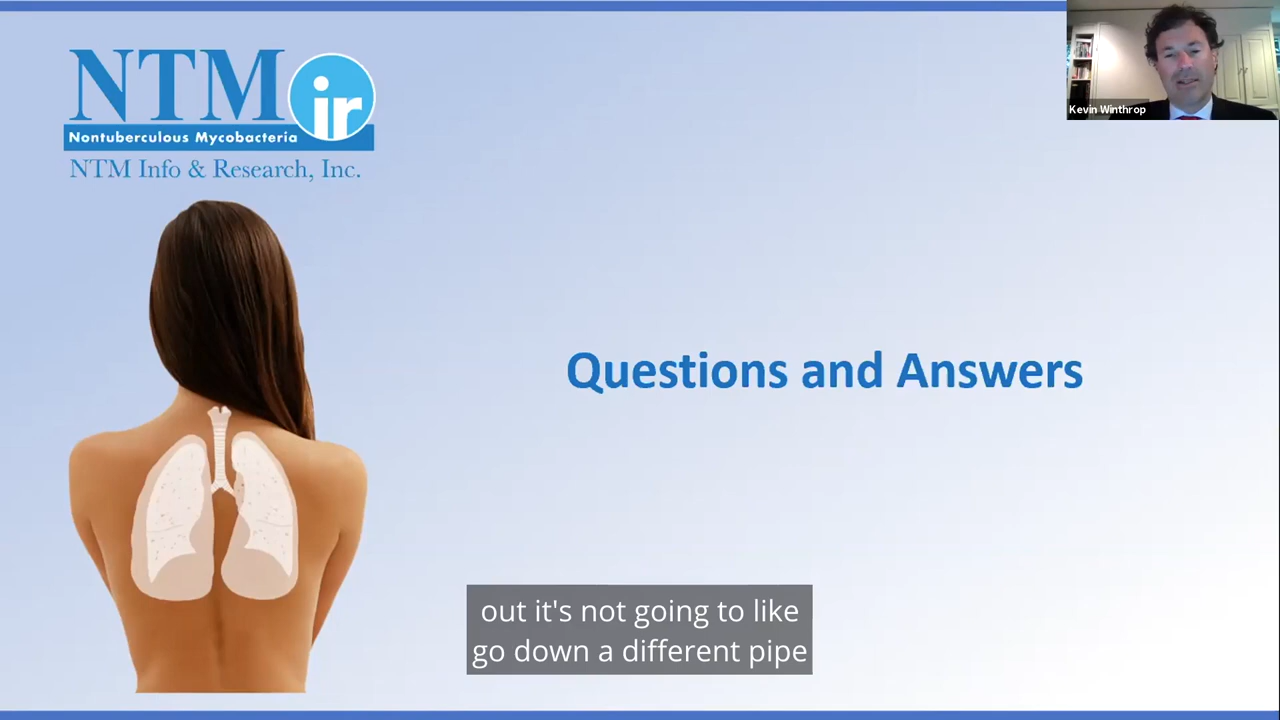 NTM
ir
Nontuberculous Mycobacteria
NTM Info & Research, Inc.
Kevin Winthrop
Questions and Answers
out it's not going to like
go down a different pipe